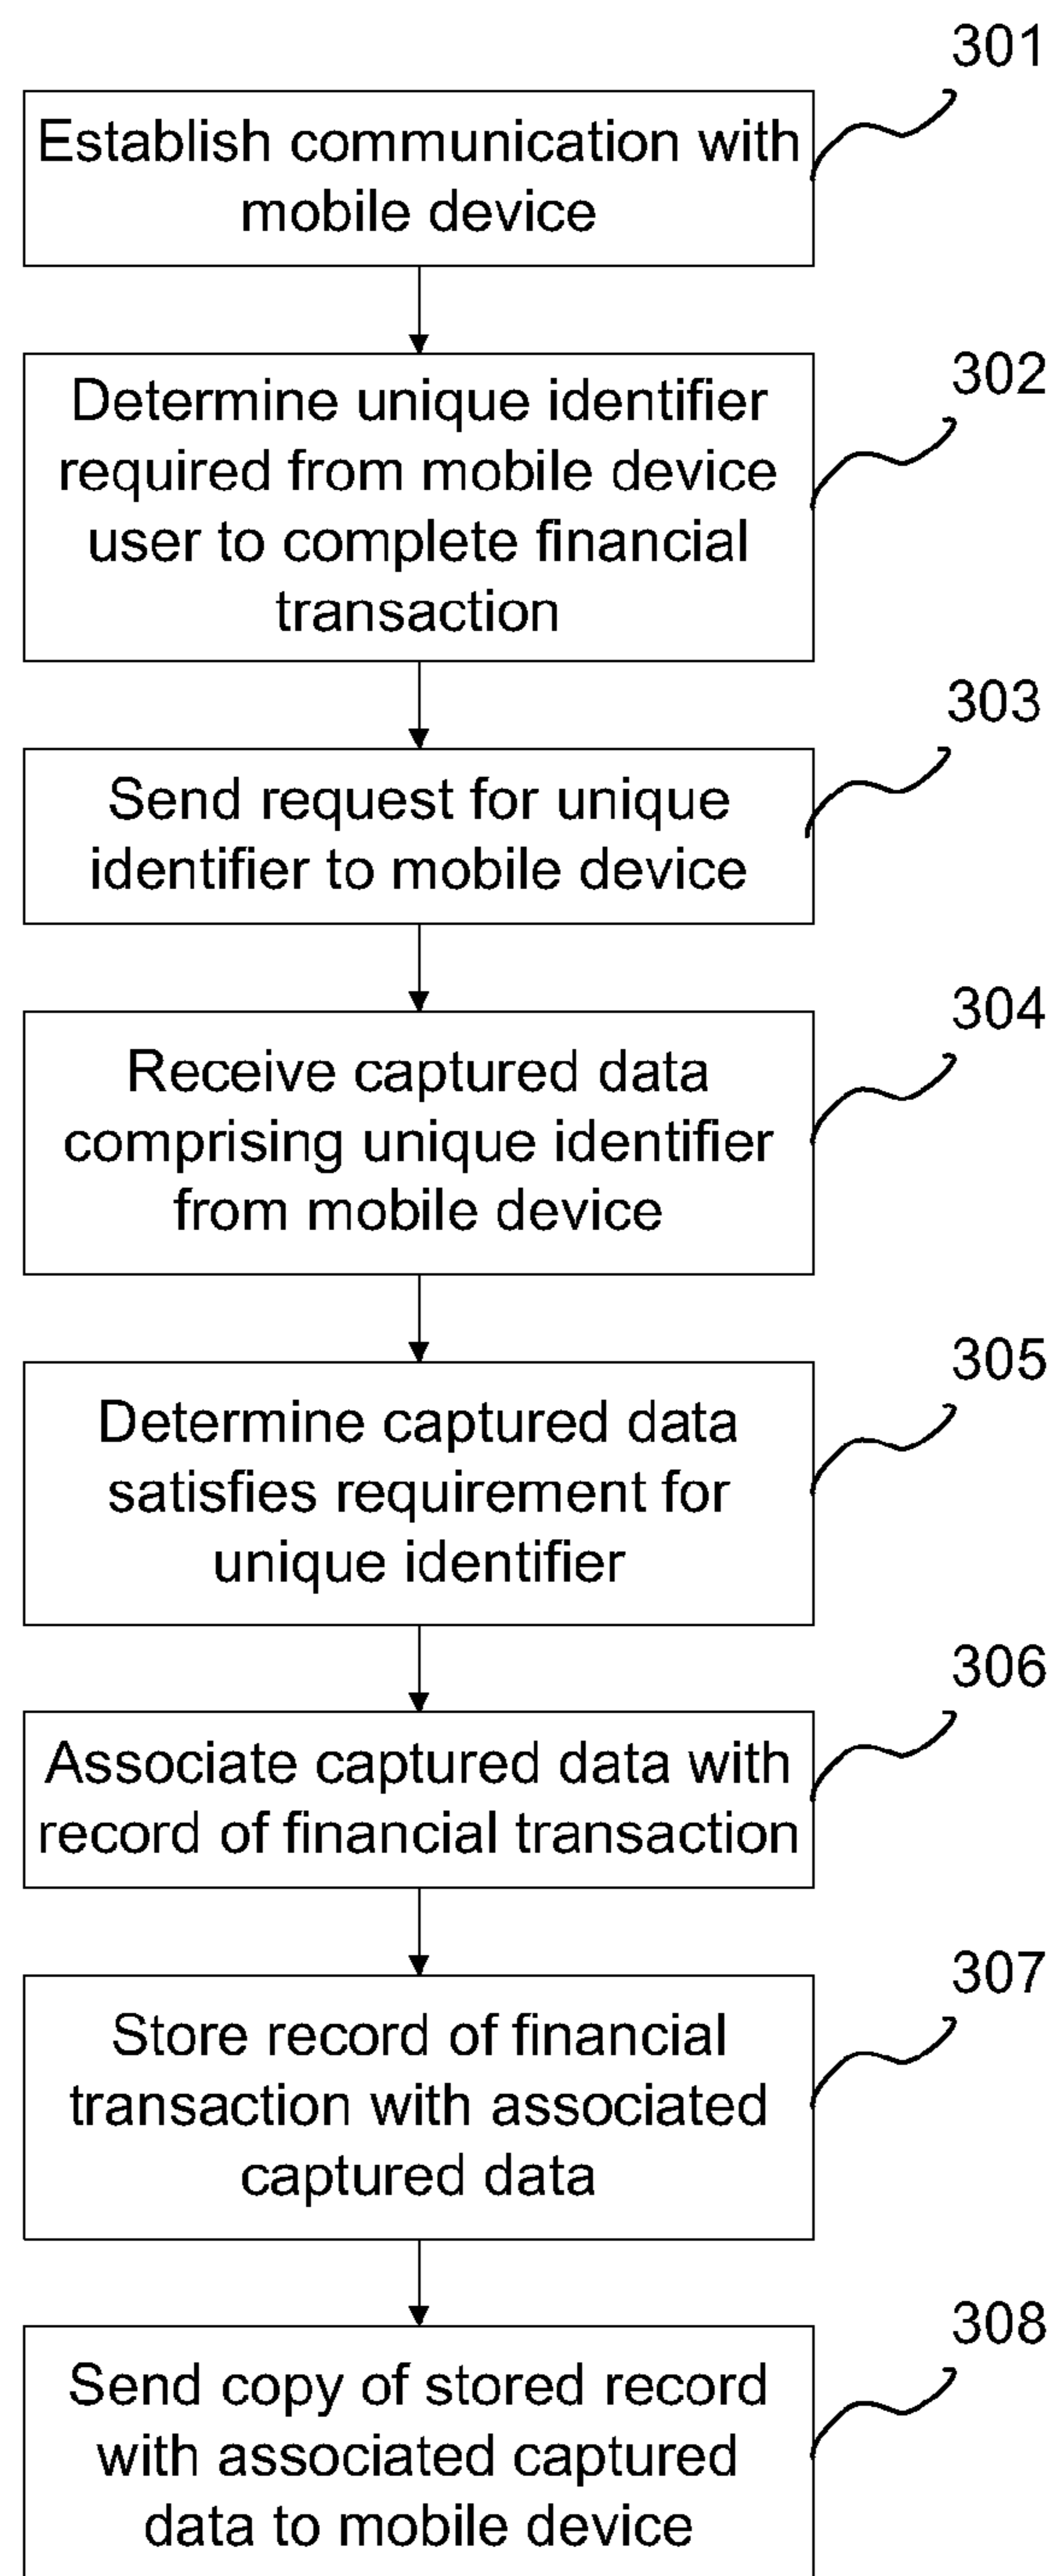 301
Establish communication with
mobile device
302
Determine unique identifier
required from mobile device
user to complete financial
transaction
303
Send request for unique
identifier to mobile device
304
Receive captured data
comprising unique identifier
from mobile device
305
Determine captured data
satisfies requirement for
unique identifier
306
Associate captured data with
record of financial transaction
307
Store record of financial
transaction with associated
captured data
308
Send copy of stored record
with associated captured
data to mobile device